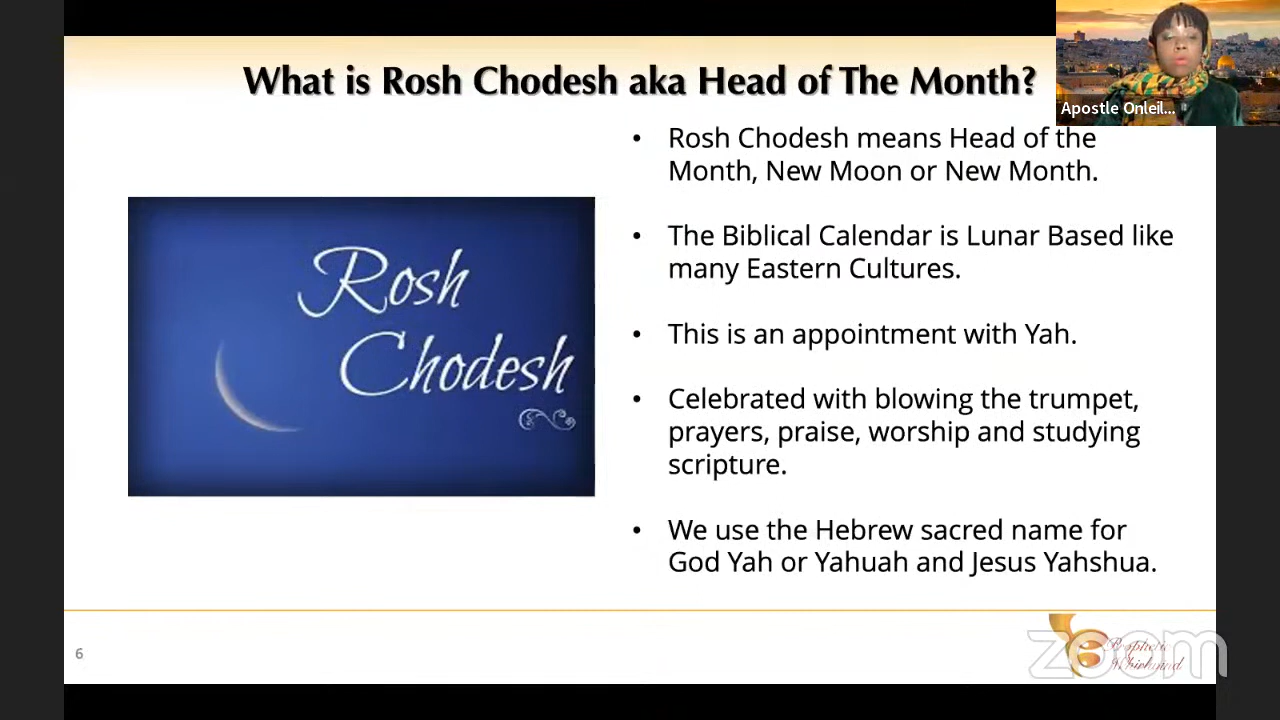 What is Rosh Chodesh aka Head of The Month?
Apostle Onleil...
• Rosh Chodesh means Head of the
Month, New Moon or New Month.
• The Biblical Calendar is Lunar Based like
many Eastern Cultures.
• This is an appointment with Yah.
• Celebrated with blowing the trumpet,
prayers, praise, worship and studying
scripture.
• We use the Hebrew sacred name for
God Yah or Yahuah and Jesus Yahshua.
Rosh
Chodesh
6
zoom
Prophetic
Whirlwind